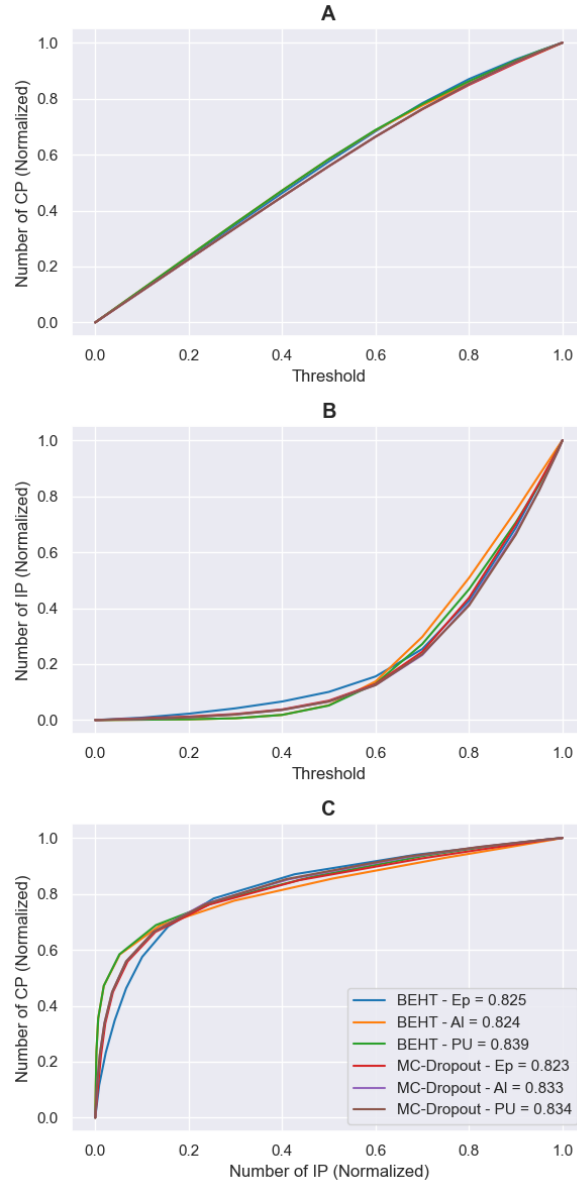 A
1.0
0.8
0.6
0.4
0.2
0.0
Number of CP (Normalized)
0.0 0.2 0.4 0.6 0.8 1.0
Threshold
B
1.0
0.8
0.6
0.4
0.2
0.0
Number of IP (Normalized)
0.0 0.2 0.4 0.6 0.8 1.0
Threshold
C
1.0
0.8
0.6
0.4
0.2
0.0
Number of CP (Normalized)
BEHT - Ep = 0.825
BEHT - Al = 0.824
BEHT - PU = 0.839
MC-Dropout - Ep = 0.823
MC-Dropout - Al = 0.833
MC-Dropout - PU = 0.834
0.0 0.2 0.4 0.6 0.8 1.0
Number of IP (Normalized)